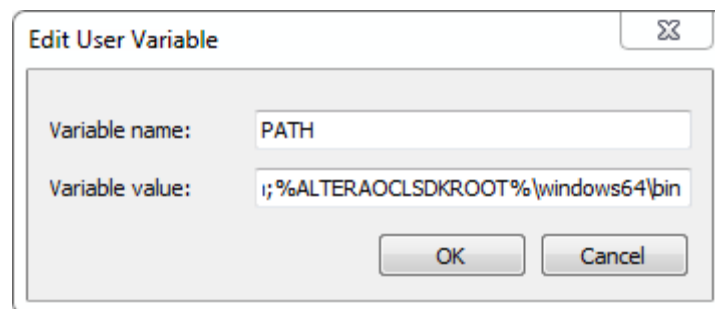 Edit User Variable
Variable name:
PATH
Variable value:
;%ALTERAOCLSDKROOT%\windows64\bin
OK
Cancel